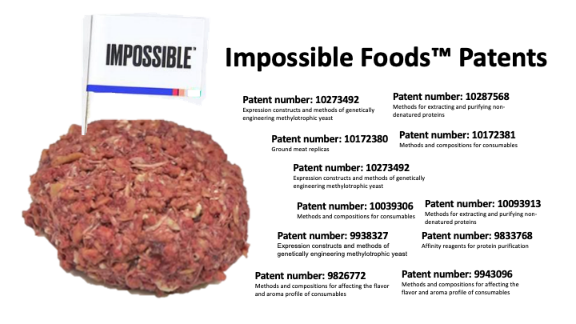 IMPOSSIBLE™
Impossible Foods™ Patents
Patent number: 10273492
Expression constructs and methods of genetically
engineering methylotrophic yeast
Patent number: 10287568
Methods for extracting and purifying non-
denatured proteins
Patent number: 10172380
Ground meat replicas
Patent number: 10172381
Methods and compositions for consumables
Patent number: 10273492
Expression constructs and methods of genetically
engineering methylotrophic yeast
Patent number: 10039306
Methods and compositions for consumables
Patent number: 10093913
Methods for extracting and purifying non-
denatured proteins
Patent number: 9938327
Expression constructs and methods of
genetically engineering methylotrophic yeast
Patent number: 9833768
Affinity reagents for protein purification
Patent number: 9826772
Methods and compositions for affecting the flavor
and aroma profile of consumables
Patent number: 9943096
Methods and compositions for affecting the
flavor and aroma profile of consumables